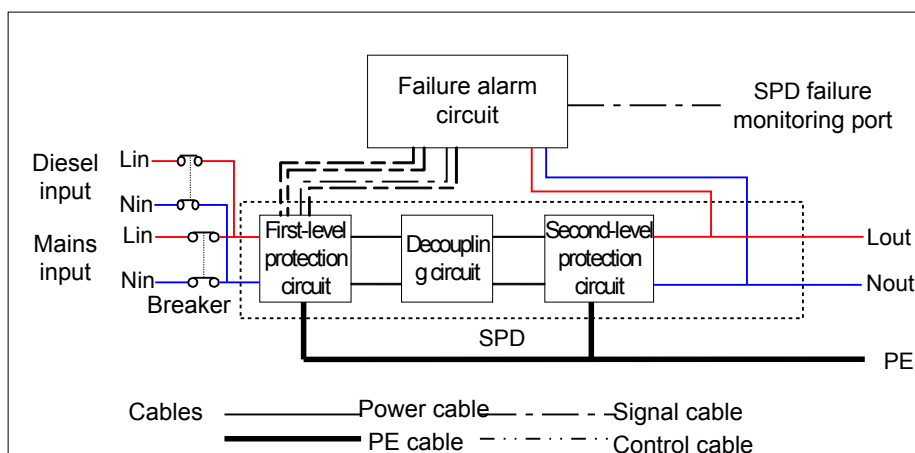 Failure alarm
circuit
SPD failure
monitoring port
Diesel
input
Lin
Nin
Mains
input
Lin
Nin
Breaker
First-level
protection
circuit
Decouplin
g circuit
Second-level
protection
circuit
Lout
Nout
SPD
PE
Cables
Power cable
Signal cable
PE cable
Control cable